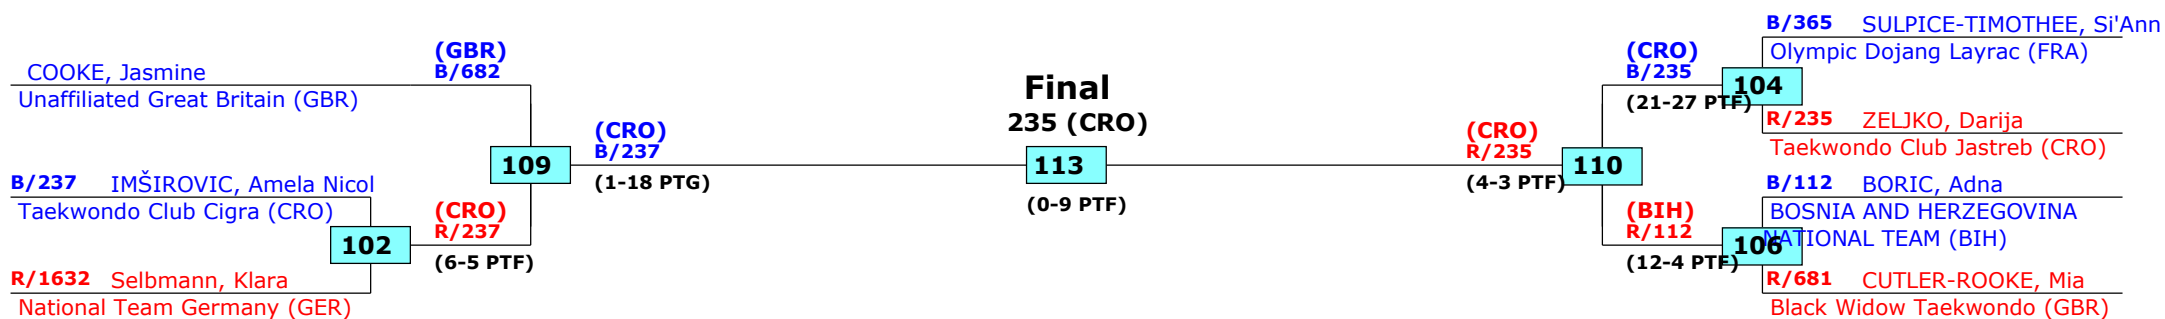 COOKE, Jasmine
Unaffiliated Great Britain (GBR)
B/237 IMŠIROVIC, Amela Nicol
Taekwondo Club Cigra (CRO)
R/1632 Selbmann, Klara
National Team Germany (GER)
102
(GBR)
B/682
(CRO)
R/237
(6-5 PTF)
109
(CRO)
B/237
(1-18 PTG)
Final
235 (CRO)
113
(0-9 PTF)
(CRO)
R/235
(4-3 PTF)
110
(CRO)
B/235
(21-27 PTF)
(BIH)
R/112
(12-4 PTF)
104
106
B/365 SULPICE-TIMOTHEE, Si'Ann
Olympic Dojang Layrac (FRA)
R/235 ZELJKO, Darija
Taekwondo Club Jastreb (CRO)
B/112 BORIC, Adna
BOSNIA AND HERZEGOVINA
NATIONAL TEAM (BIH)
R/681 CUTLER-ROOKE, Mia
Black Widow Taekwondo (GBR)